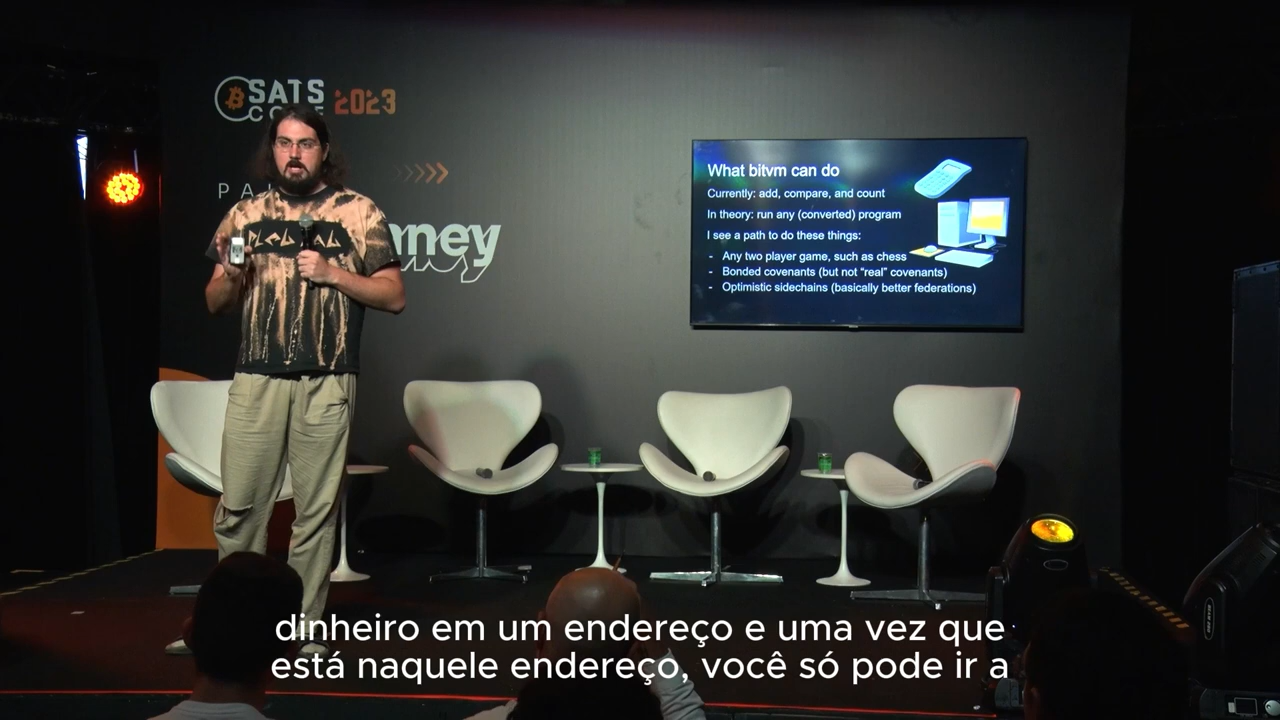 SATS
2023
PA
ney
What bitvm can do
Currently: add, compare, and count
In theory: run any (converted) program
I see a path to do these things:
- Any two player game, such as chess
- Bonded covenants (but not “real” covenants)
- Optimistic sidechains (basically better federations)
dinheiro em um endereço e uma vez que
está naquele endereço, você só pode ir a